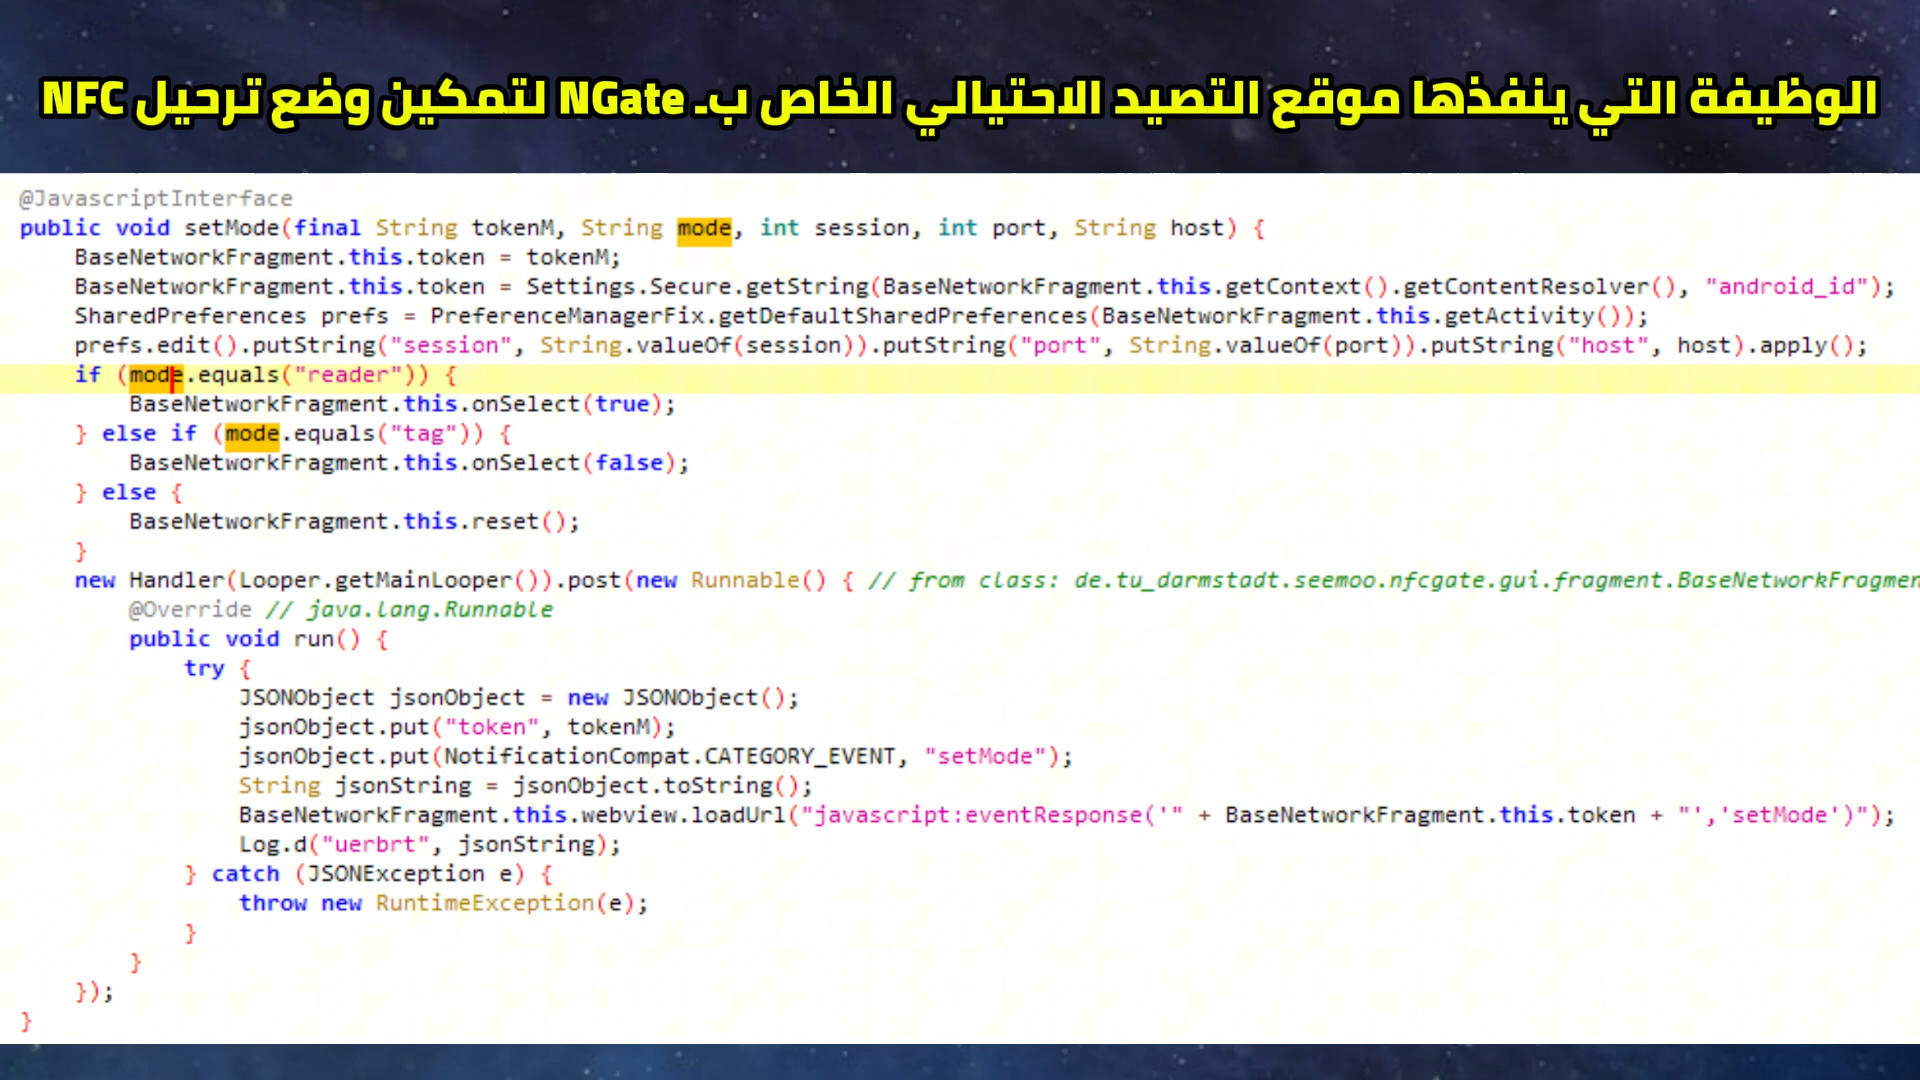 الوظيفة التي ينفذها موقع التصيد الاحتيالي الخاص بـ NGate لتمكين وضع ترحيل NFC
@JavascriptInterface
public void setMode(final String tokenM, String mode, int session, int port, String host) {
BaseNetworkFragment.this.token = tokenM;
BaseNetworkFragment.this.token = Settings.Secure.getString(BaseNetworkFragment.this.getContext().getContentResolver(), "android_id");
SharedPreferences prefs = PreferenceManagerFix.getDefaultSharedPreferences(BaseNetworkFragment.this.getActivity());
prefs.edit().putString("session", String.valueOf(session)).putString("port", String.valueOf(port)).putString("host", host).apply();
if (mode.equals("reader")) {
BaseNetworkFragment.this.onSelect(true);
} else if (mode.equals("tag")) {
BaseNetworkFragment.this.onSelect(false);
} else {
BaseNetworkFragment.this.reset();
}
new Handler(Looper.getMainLooper()).post(new Runnable() { // from class: de.tu_darmstadt.seemoo.nfcgate.gui.fragment.BaseNetworkFragmen
@Override // java.lang.Runnable
public void run() {
try {
JSONObject jsonObject = new JSONObject();
jsonObject.put("token", tokenM);
jsonObject.put(NotificationCompat.CATEGORY_EVENT, "setMode");
String jsonString = jsonObject.toString();
BaseNetworkFragment.this.webview.loadUrl("javascript:eventResponse('" + BaseNetworkFragment.this.token + "','setMode')");
Log.d("uerbrt", jsonString);
} catch (JSONException e) {
throw new RuntimeException(e);
}
}
});
}